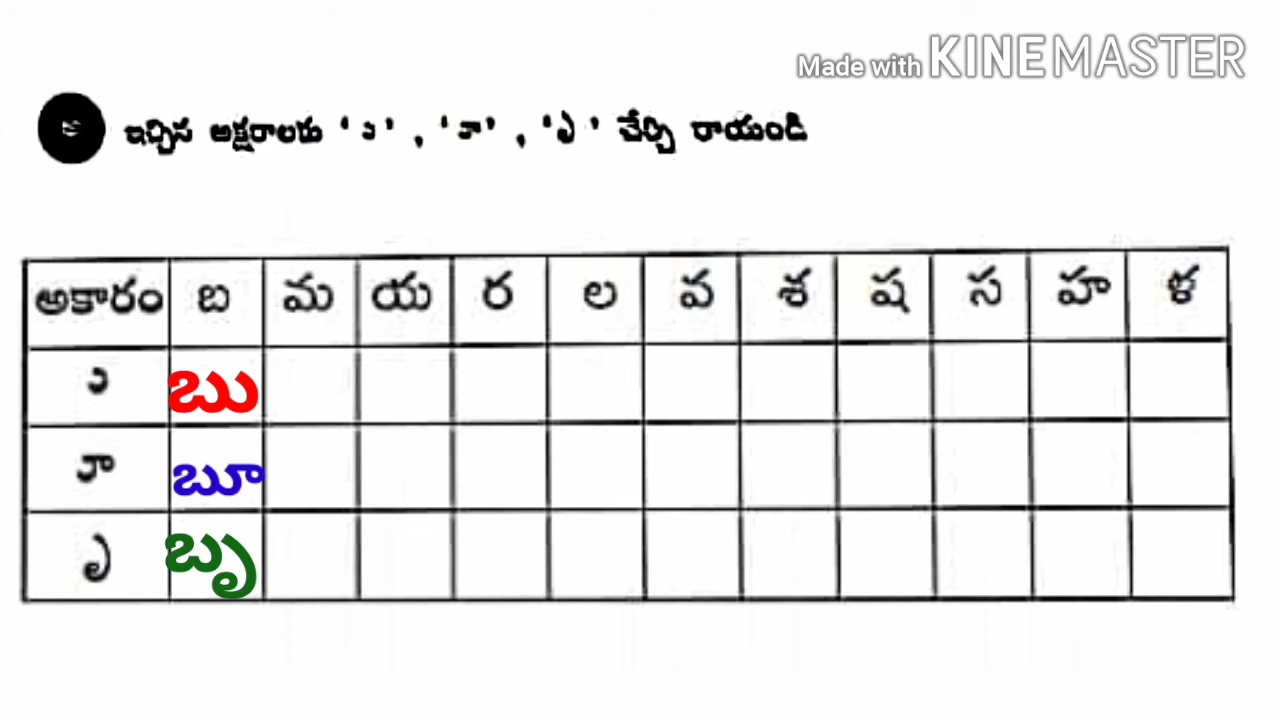 Made with KINEMASTER
ఇచ్చిన అక్షరాలకు ‘ ు ’ , ‘ ూ ’ , ‘ ృ ’ చేర్చి రాయండి
అకారం బ మ య ర ల వ శ ష స హ ళ
ు బు
ూ బూ
ృ బృ